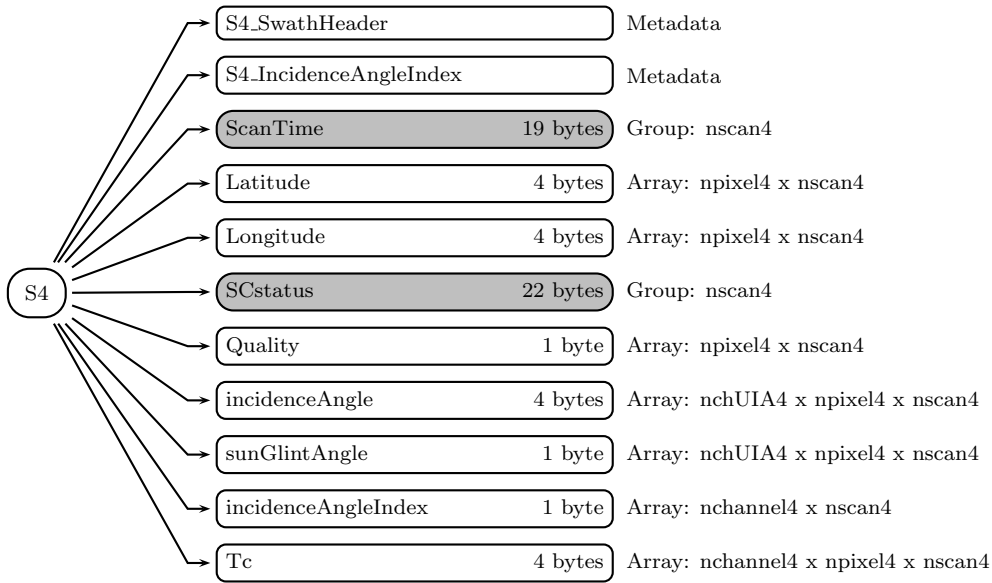 S4_SwathHeader Metadata
S4_IncidenceAngleIndex Metadata
ScanTime 19 bytes Group: nscan4
Latitude 4 bytes Array: npixel4 x nscan4
Longitude 4 bytes Array: npixel4 x nscan4
S4 SCstatus 22 bytes Group: nscan4
Quality 1 byte Array: npixel4 x nscan4
incidenceAngle 4 bytes Array: nchUIA4 x npixel4 x nscan4
sunGlintAngle 1 byte Array: nchUIA4 x npixel4 x nscan4
incidenceAngleIndex 1 byte Array: nchannel4 x nscan4
Tc 4 bytes Array: nchannel4 x npixel4 x nscan4